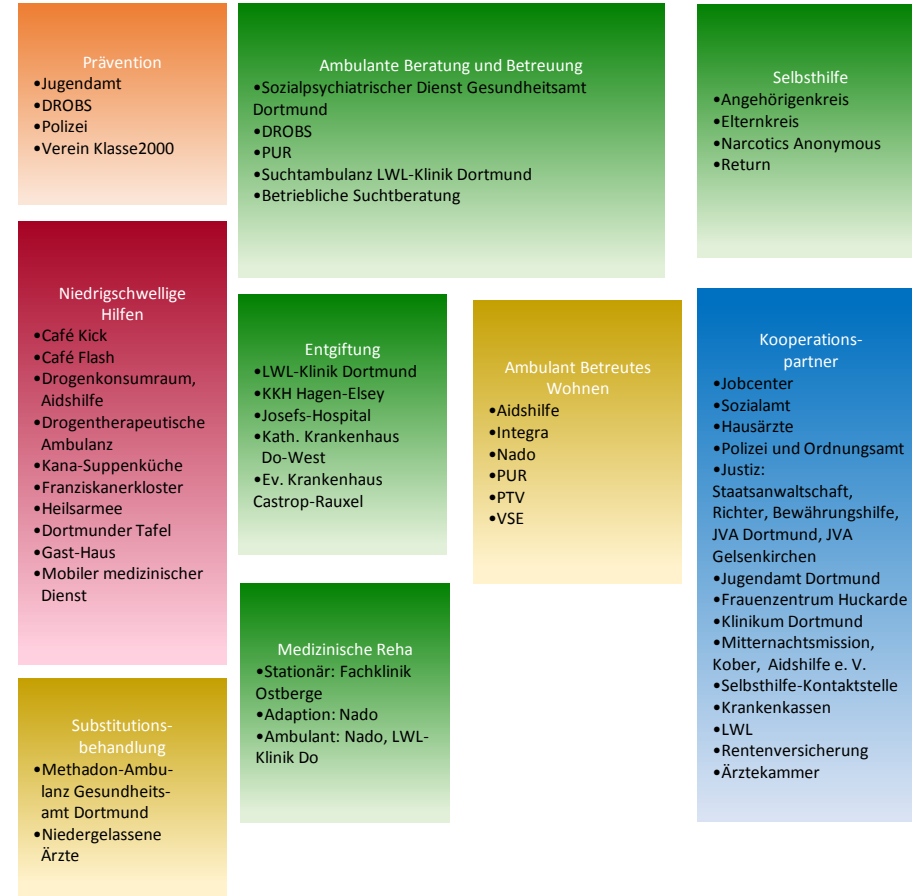 Prävention
•Jugendamt
•DROBS
•Polizei
•Verein Klasse2000
Ambulante Beratung und Betreuung
•Sozialpsychiatrischer Dienst Gesundheitsamt
Dortmund
•DROBS
•PUR
•Suchtambulanz LWL-Klinik Dortmund
•Betriebliche Suchtberatung
Selbsthilfe
•Angehörigenkreis
•Elternkreis
•Narcotics Anonymous
•Return
Niedrigschwellige
Hilfen
•Café Kick
•Café Flash
•Drogenkonsumraum,
Aidshilfe
•Drogentherapeutische
Ambulanz
•Kana-Suppenküche
•Franziskanerkloster
•Heilsarmee
•Dortmunder Tafel
•Gast-Haus
•Mobiler medizinischer
Dienst
Entgiftung
•LWL-Klinik Dortmund
•KKH Hagen-Elsey
•Josefs-Hospital
•Kath. Krankenhaus
Do-West
•Ev. Krankenhaus
Castrop-Rauxel
Ambulant Betreutes
Wohnen
•Aidshilfe
•Integra
•Nado
•PUR
•PTV
•VSE
Kooperations-
partner
•Jobcenter
•Sozialamt
•Hausärzte
•Polizei und Ordnungsamt
•Justiz:
Staatsanwaltschaft,
Richter, Bewährungshilfe,
JVA Dortmund, JVA
Gelsenkirchen
•Jugendamt Dortmund
•Frauenzentrum Huckarde
•Klinikum Dortmund
•Mitternachtsmission,
Kober, Aidshilfe e. V.
•Selbsthilfe-Kontaktstelle
•Krankenkassen
•LWL
•Rentenversicherung
•Ärztekammer
Medizinische Reha
•Stationär: Fachklinik
Ostberge
•Adaption: Nado
•Ambulant: Nado, LWL-
Klinik Do
Substitutions-
behandlung
•Methadon-Ambu-
lanz Gesundheits-
amt Dortmund
•Niedergelassene
Ärzte